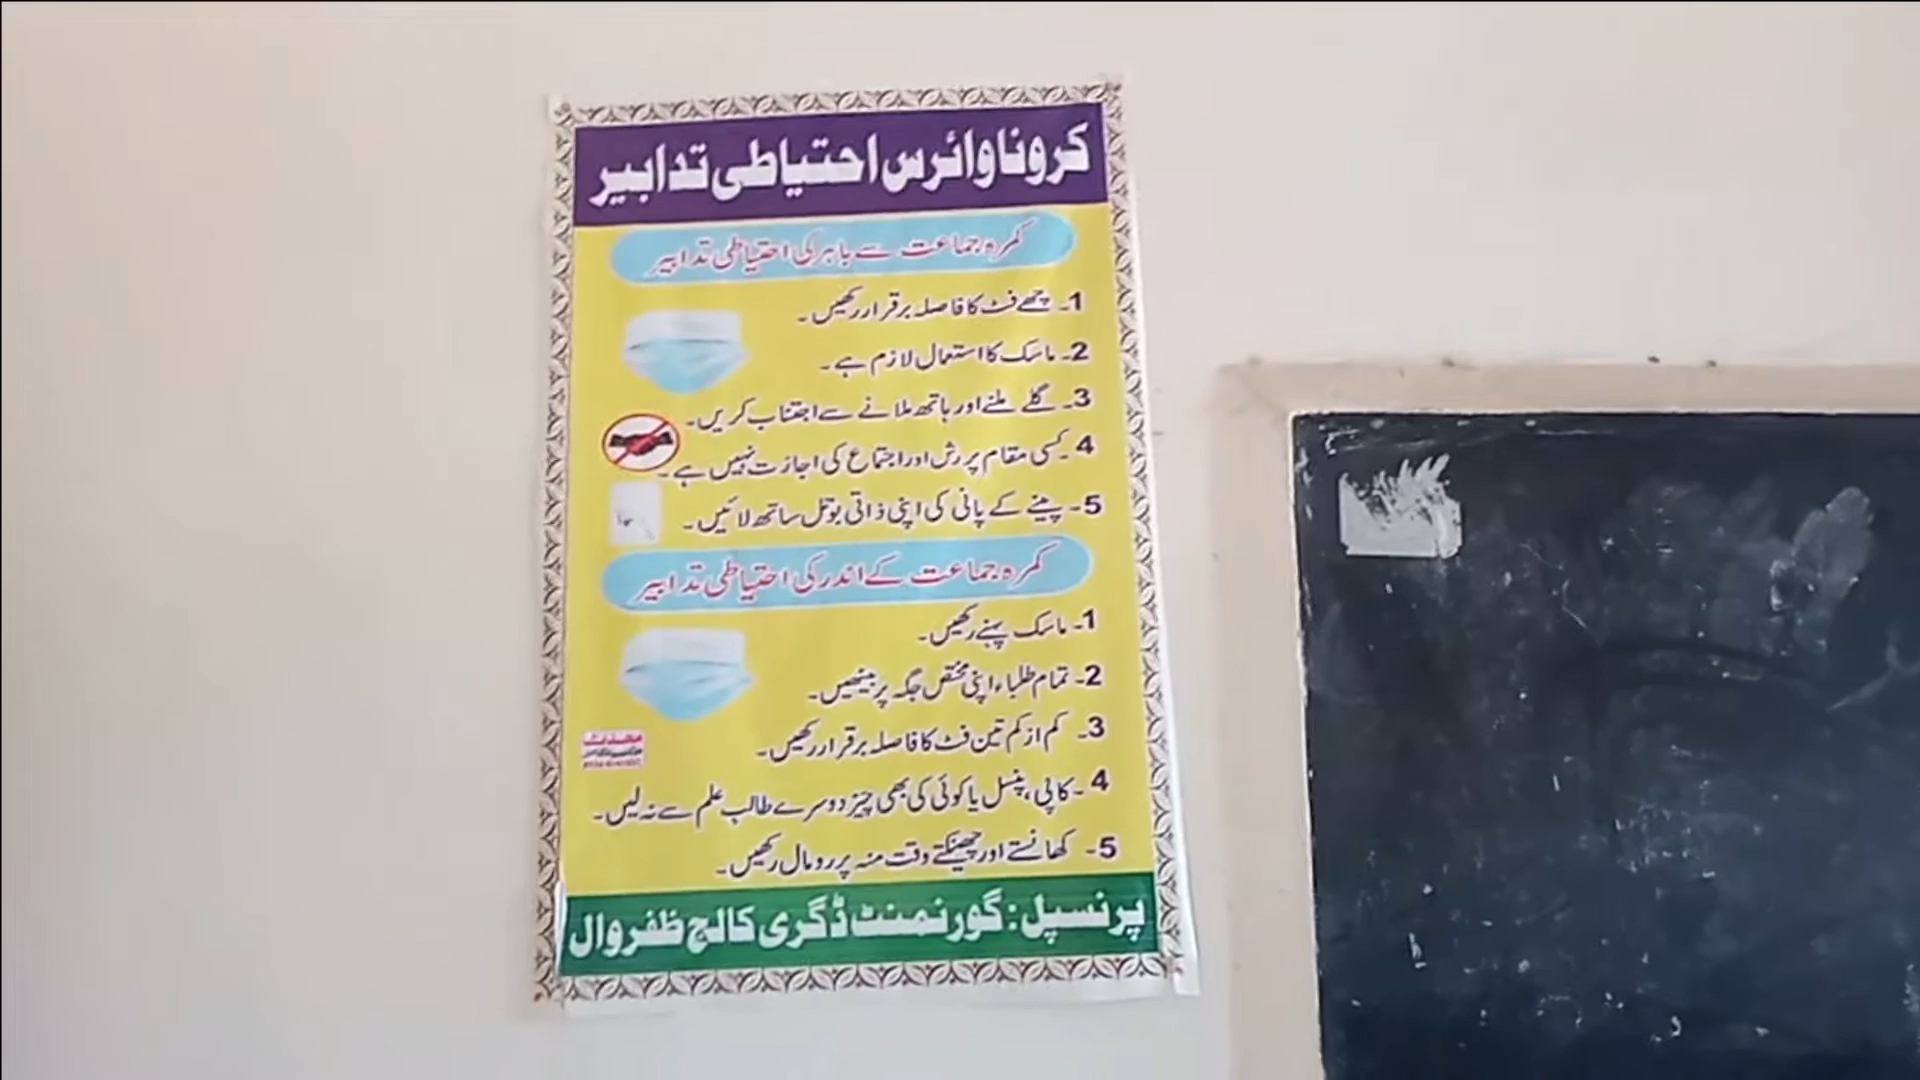 کرونا وائرس احتیاطی تدابیر
کمرہ جماعت سے باہر کی احتیاطی تدابیر
1۔ چھے فٹ کا فاصلہ برقرار رکھیں۔
2۔ ماسک کا استعمال لازم ہے۔
3۔ گلے ملنے اور ہاتھ ملانے سے اجتناب کریں۔
4۔ کسی مقام پر رش اور اجتماع کی اجازت نہیں ہے۔
5۔ پینے کے پانی کی اپنی ذاتی بوتل ساتھ لائیں۔
کمرہ جماعت کے اندر کی احتیاطی تدابیر
1۔ ماسک پہنے رکھیں۔
2۔ تمام طلباء اپنی مختص جگہ پر بیٹھیں۔
3۔ کم از کم تین فٹ کا فاصلہ برقرار رکھیں۔
4۔ کاپی، پنسل یا کوئی کی بھی چیز دوسرے طالب علم سے نہ لیں۔
5۔ کھانستے اور چھینکتے وقت منہ پر رومال رکھیں۔
پرنسپل: گورنمنٹ ڈگری کالج ظفروال